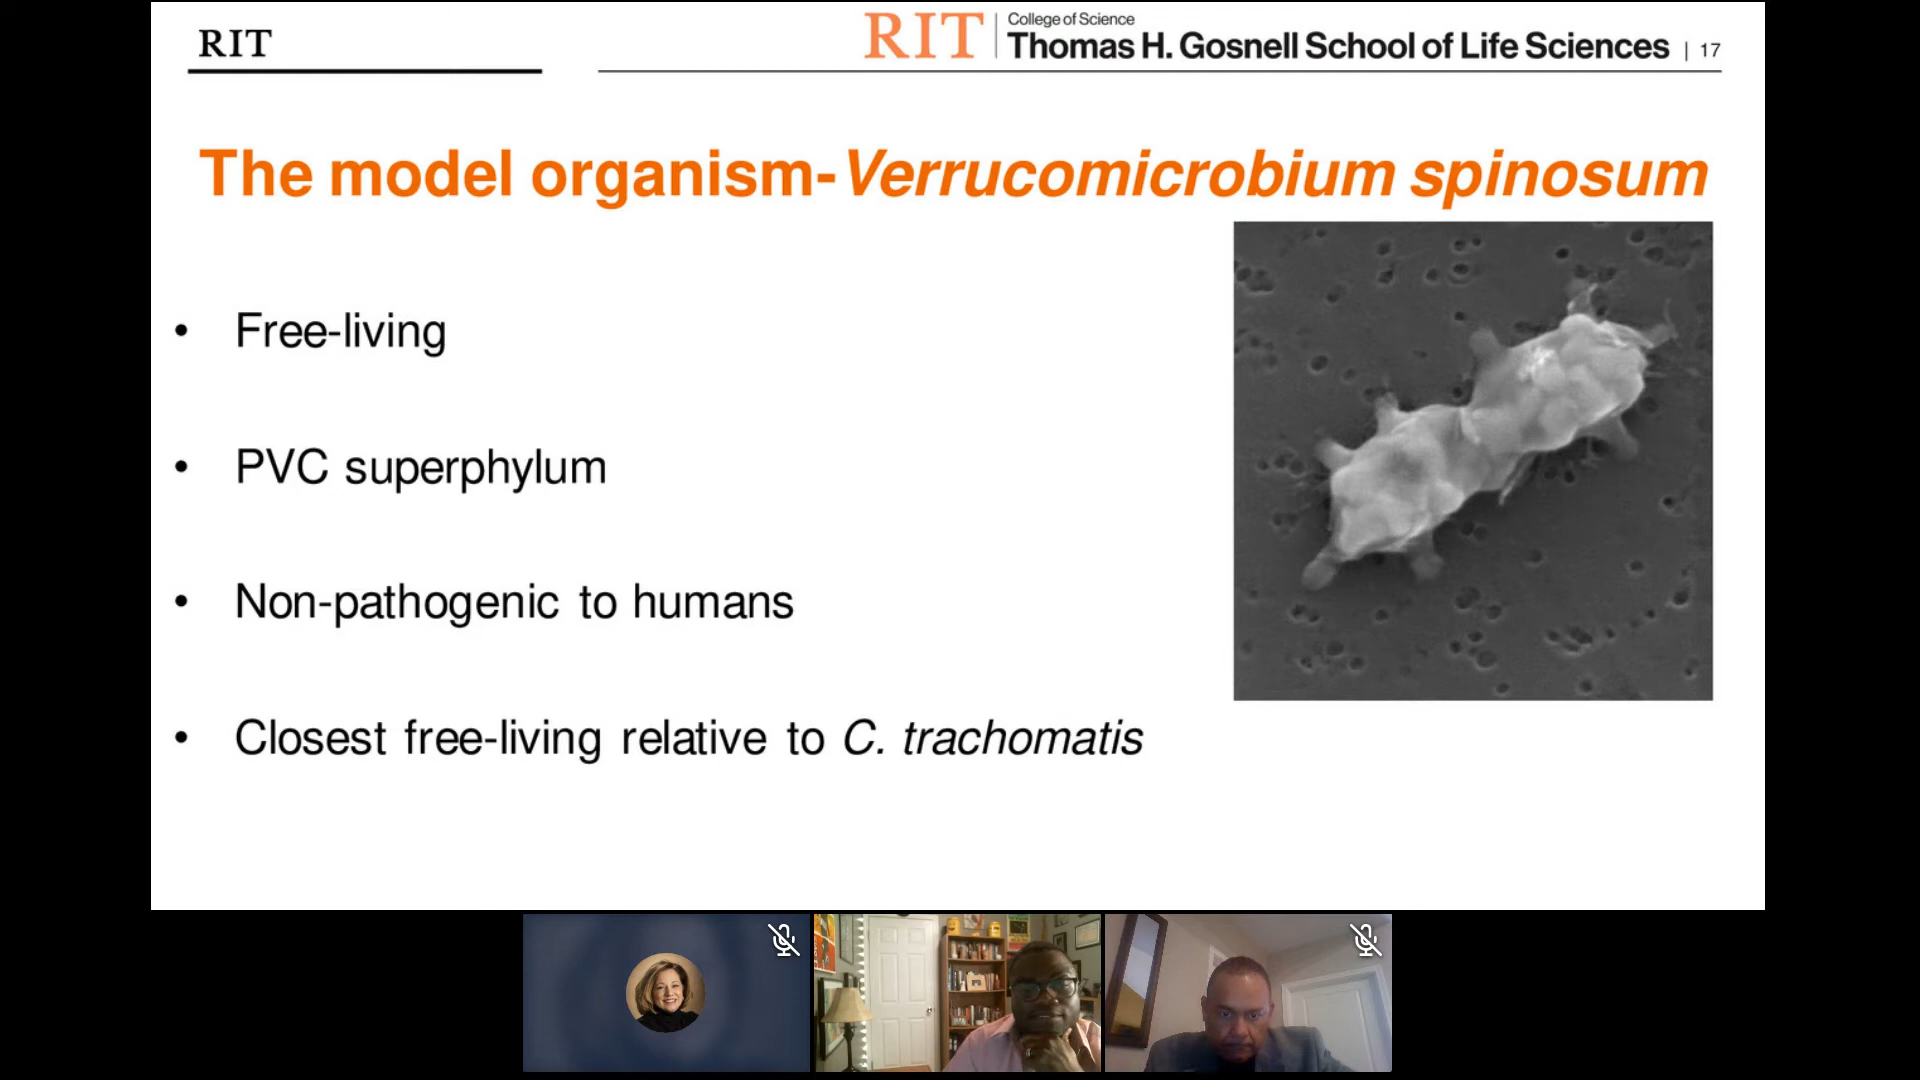 RIT
RIT | College of Science
Thomas H. Gosnell School of Life Sciences | 17
The model organism-Verrucomicrobium spinosum
• Free-living
• PVC superphylum
• Non-pathogenic to humans
• Closest free-living relative to C. trachomatis